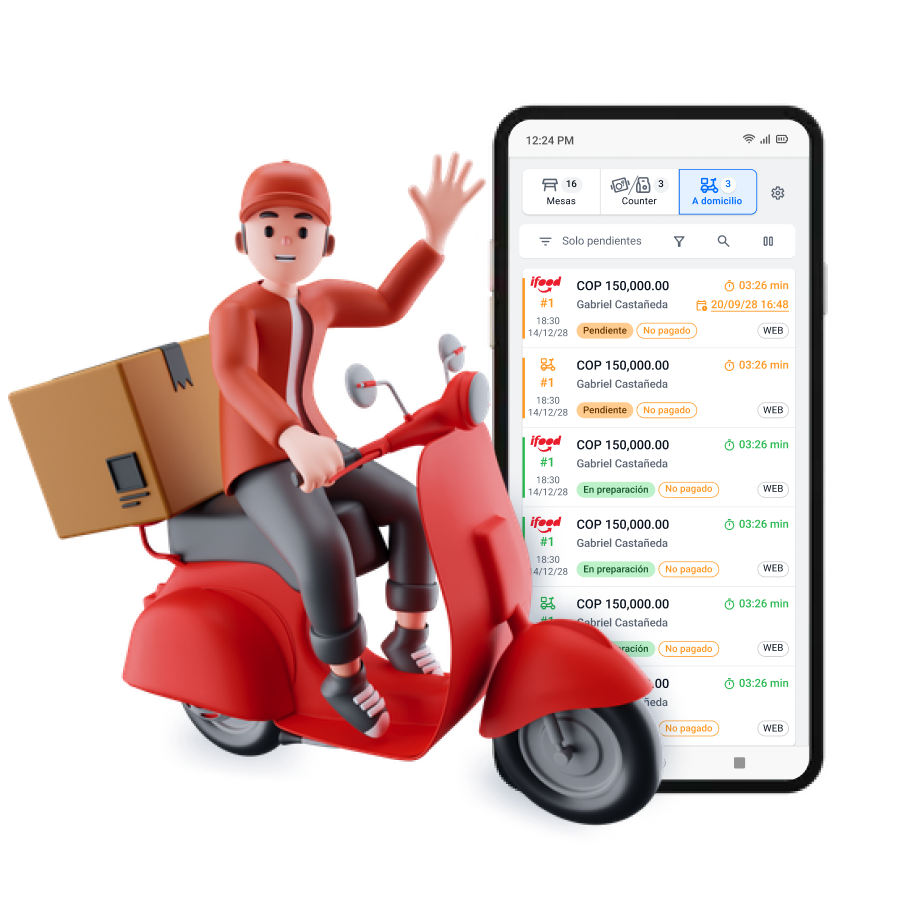 12:24 PM
16 3 3
Mesas Counter A domicilio
Solo pendientes
ifood COP 150,000.00 03:26 min
#1 Gabriel Castañeda 20/09/28 16:48
18:30
14/12/28 Pendiente No pagado WEB
COP 150,000.00 03:26 min
#1 Gabriel Castañeda
18:30
14/12/28 Pendiente No pagado WEB
ifood COP 150,000.00 03:26 min
#1 Gabriel Castañeda
18:30
14/12/28 En preparación No pagado WEB
ifood COP 150,000.00 03:26 min
#1 Gabriel Castañeda
18:30
14/12/28 En preparación No pagado WEB
COP 150,000.00 03:26 min
#1 Gabriel Castañeda
ración No pagado WEB
.00 03:26 min
ñeda
No pagado WEB